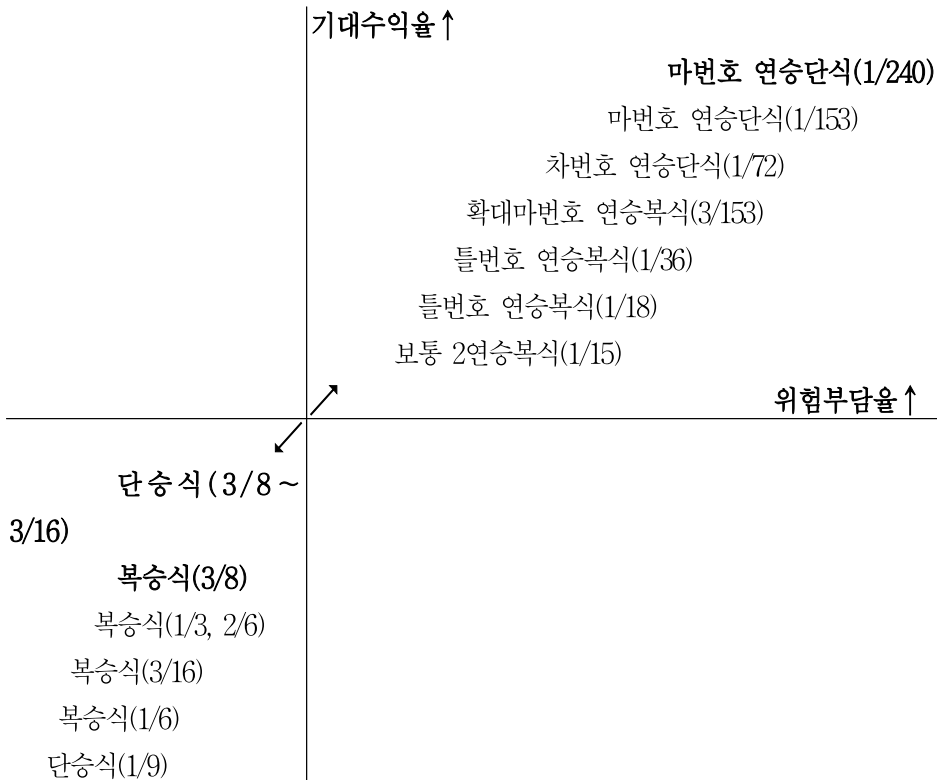 기대수익율↑
마번호 연승단식(1/240)
마번호 연승단식(1/153)
차번호 연승단식(1/72)
확대마번호 연승복식(3/153)
틀번호 연승복식(1/36)
틀번호 연승복식(1/18)
보통 2연승복식(1/15)
위험부담율↑
단승식(3/8~
3/16)
복승식(3/8)
복승식(1/3, 2/6)
복승식(3/16)
복승식(1/6)
단승식(1/9)